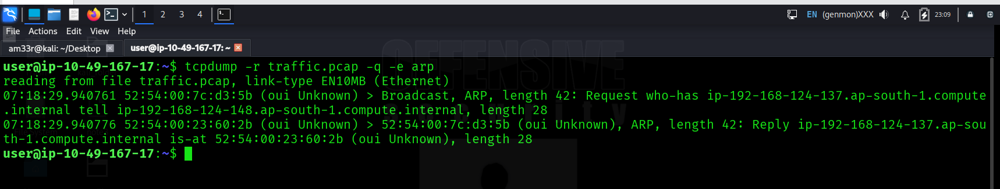 1 2 3 4 EN (genmon)XXX 23:09
File Actions Edit View Help
am33r@kali: ~/Desktop user@ip-10-49-167-17: ~
user@ip-10-49-167-17:~$ tcpdump -r traffic.pcap -q -e arp
reading from file traffic.pcap, link-type EN10MB (Ethernet)
07:18:29.940761 52:54:00:7c:d3:5b (oui Unknown) > Broadcast, ARP, length 42: Request who-has ip-192-168-124-137.ap-south-1.compute
.internal tell ip-192-168-124-148.ap-south-1.compute.internal, length 28
07:18:29.940776 52:54:00:23:60:2b (oui Unknown) > 52:54:00:7c:d3:5b (oui Unknown), ARP, length 42: Reply ip-192-168-124-137.ap-sou
th-1.compute.internal is-at 52:54:00:23:60:2b (oui Unknown), length 28
user@ip-10-49-167-17:~$
OFFENSIVE